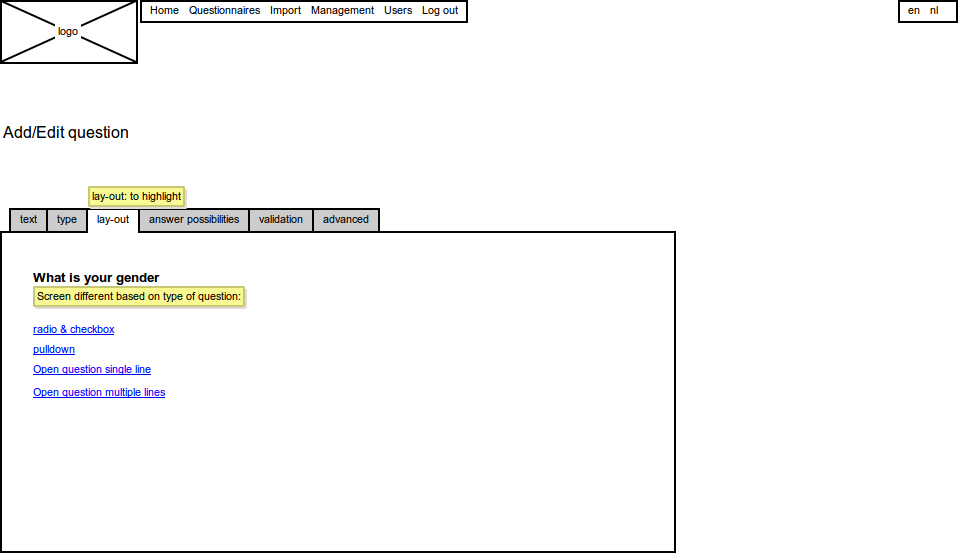 logo
Home Questionnaires Import Management Users Log out
en nl
Add/Edit question
lay-out: to highlight
text type lay-out answer possibilities validation advanced
What is your gender
Screen different based on type of question:
radio & checkbox
pulldown
Open question single line
Open question multiple lines